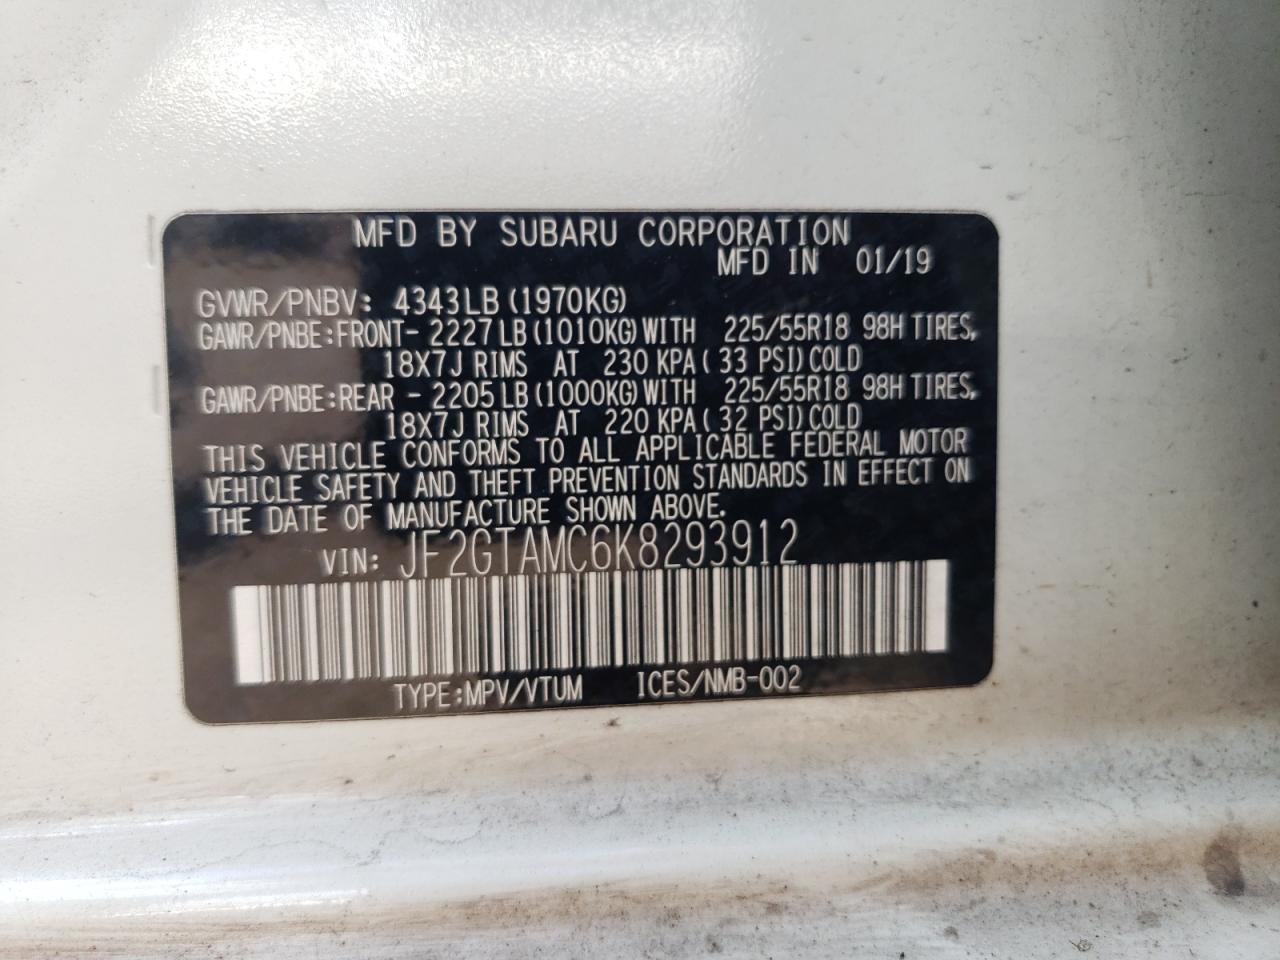 MFD BY SUBARU CORPORATION
MFD IN 01/19
GVWR/PNBV: 4343LB (1970KG)
GAWR/PNBE:FRONT- 2227LB (1010KG) WITH 225/55R18 98H TIRES,
18X7J RIMS AT 230 KPA ( 33 PSI) COLD
GAWR/PNBE:REAR - 2205LB (1000KG) WITH 225/55R18 98H TIRES,
18X7J RIMS AT 220 KPA ( 32 PSI) COLD
THIS VEHICLE CONFORMS TO ALL APPLICABLE FEDERAL MOTOR
VEHICLE SAFETY AND THEFT PREVENTION STANDARDS IN EFFECT ON
THE DATE OF MANUFACTURE SHOWN ABOVE.
VIN: JF2GTAMC6K8293912
TYPE:MPV/VTUM ICES/NMB-002